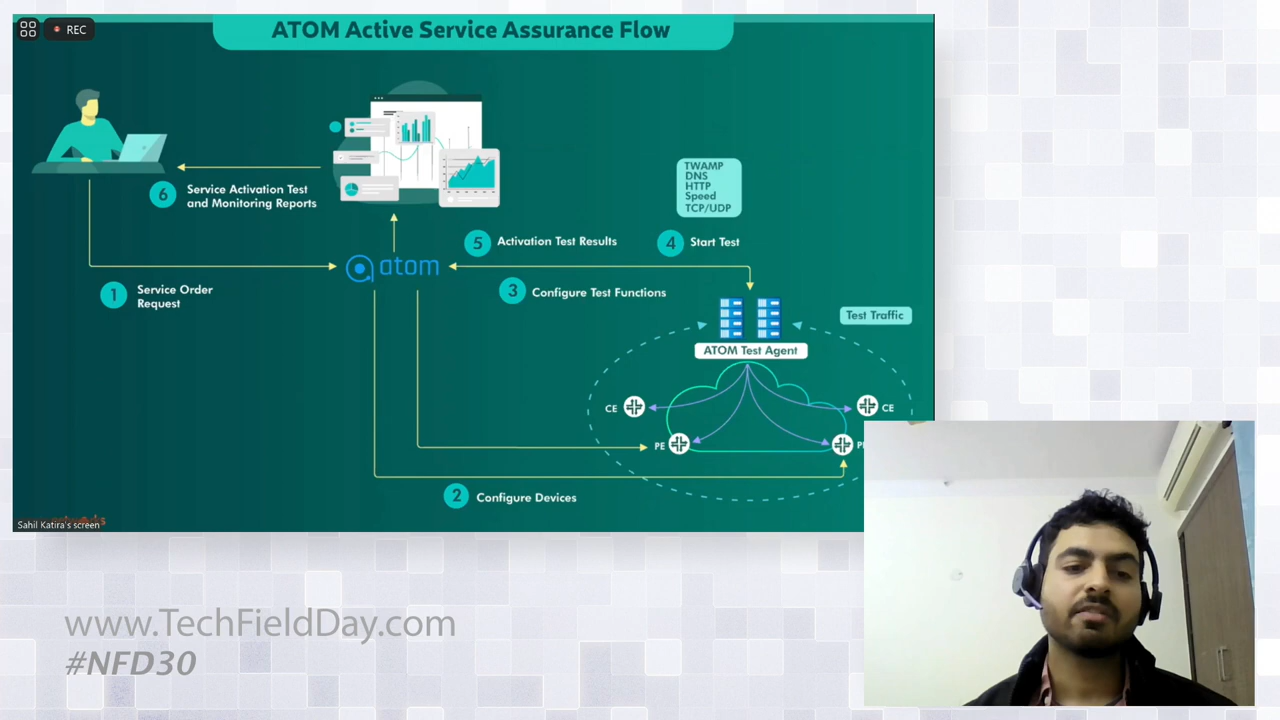 REC
ATOM Active Service Assurance Flow
6
Service Activation Test
and Monitoring Reports
TWAMP
DNS
HTTP
Speed
TCP/UDP
5
Activation Test Results
4
Start Test
atom
1
Service Order
Request
3
Configure Test Functions
Test Traffic
ATOM Test Agent
CE
CE
PE
2
Configure Devices
Sahil Katira's screen
www.TechFieldDay.com
#NFD30